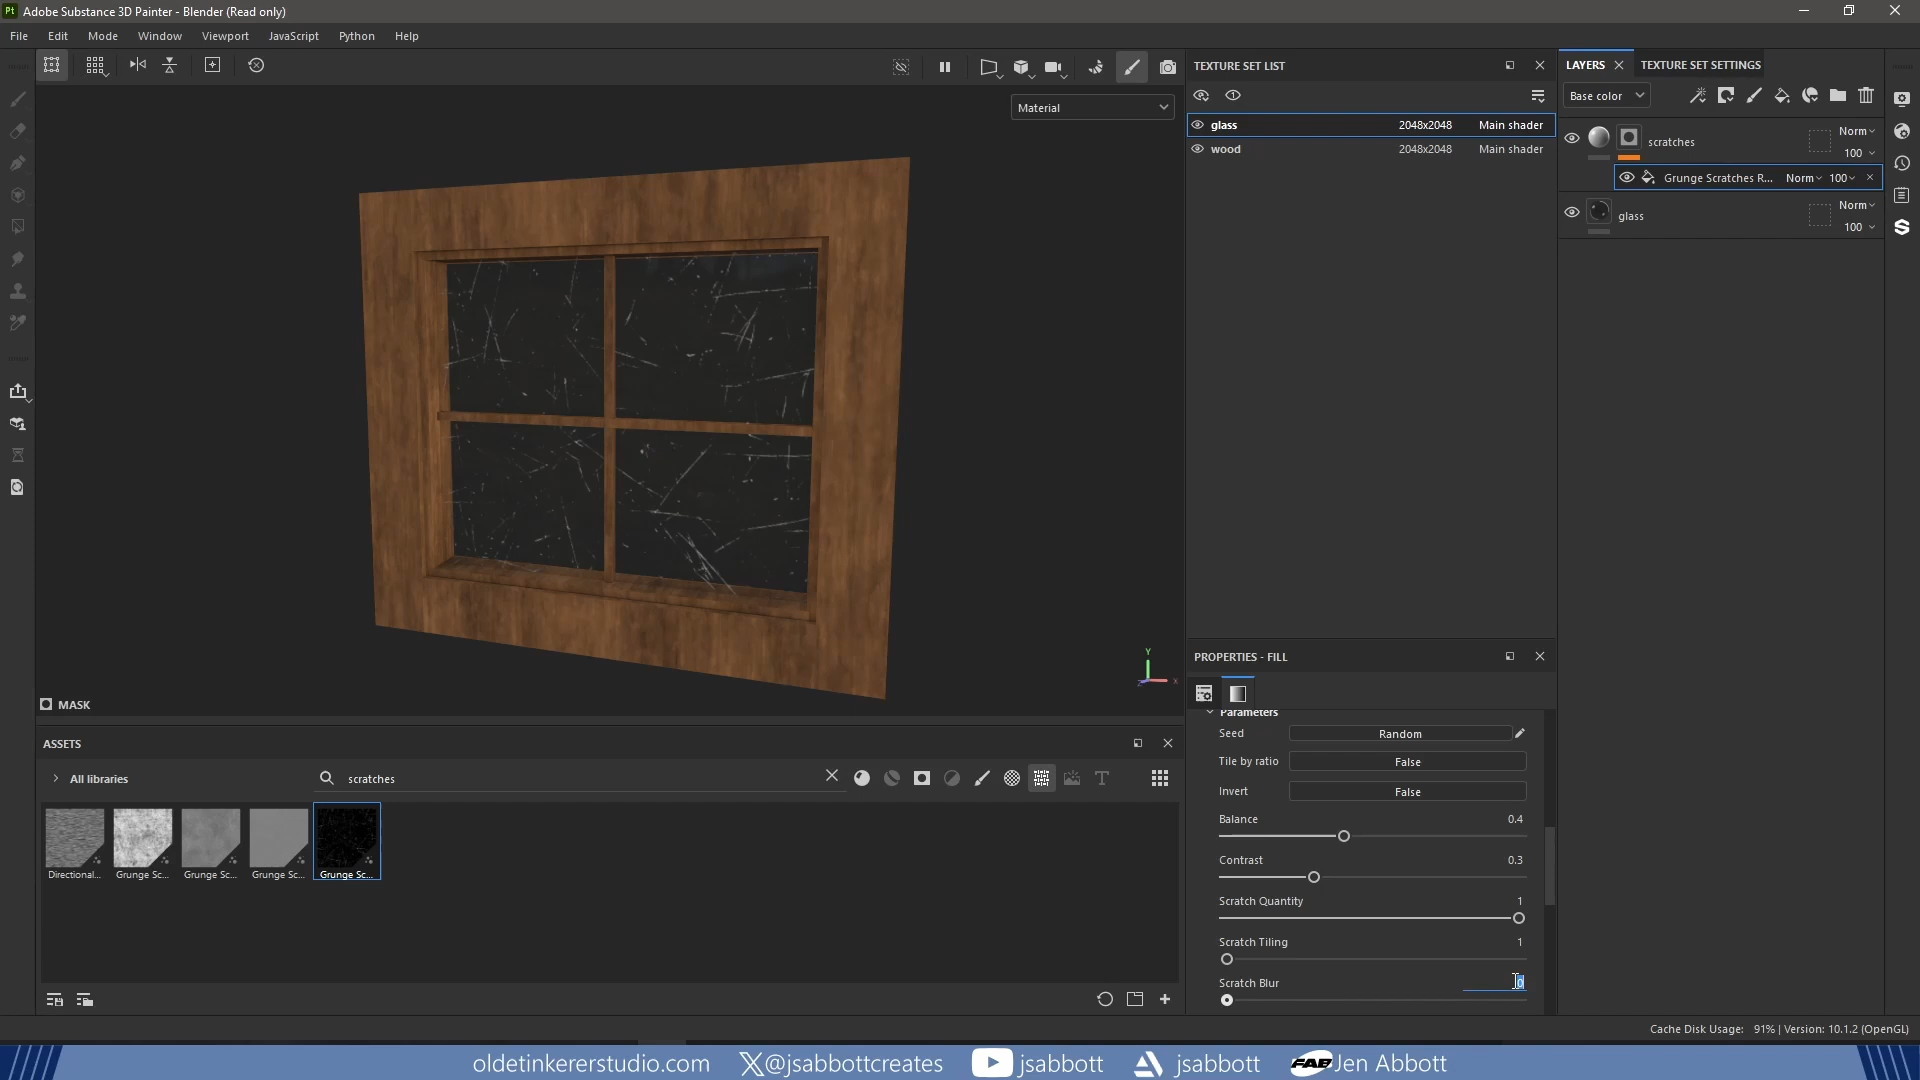 Pt Adobe Substance 3D Painter - Blender (Read only)
File Edit Mode Window Viewport JavaScript Python Help
Material
TEXTURE SET LIST
glass 2048x2048 Main shader
wood 2048x2048 Main shader
LAYERS TEXTURE SET SETTINGS
Base color
scratches Norm 100
Grunge Scratches R... Norm 100
glass Norm 100
Y
Z X
MASK
PROPERTIES - FILL
Parameters
Seed Random
Tile by ratio False
Invert False
Balance 0.4
Contrast 0.3
Scratch Quantity 1
Scratch Tiling 1
Scratch Blur 0
ASSETS
All libraries scratches
Directional... Grunge Sc... Grunge Sc... Grunge Sc... Grunge Sc...
Cache Disk Usage: 91% | Version: 10.1.2 (OpenGL)
oldetinkererstudio.com X@jsabbottcreates jsabbott jsabbott FAB Jen Abbott